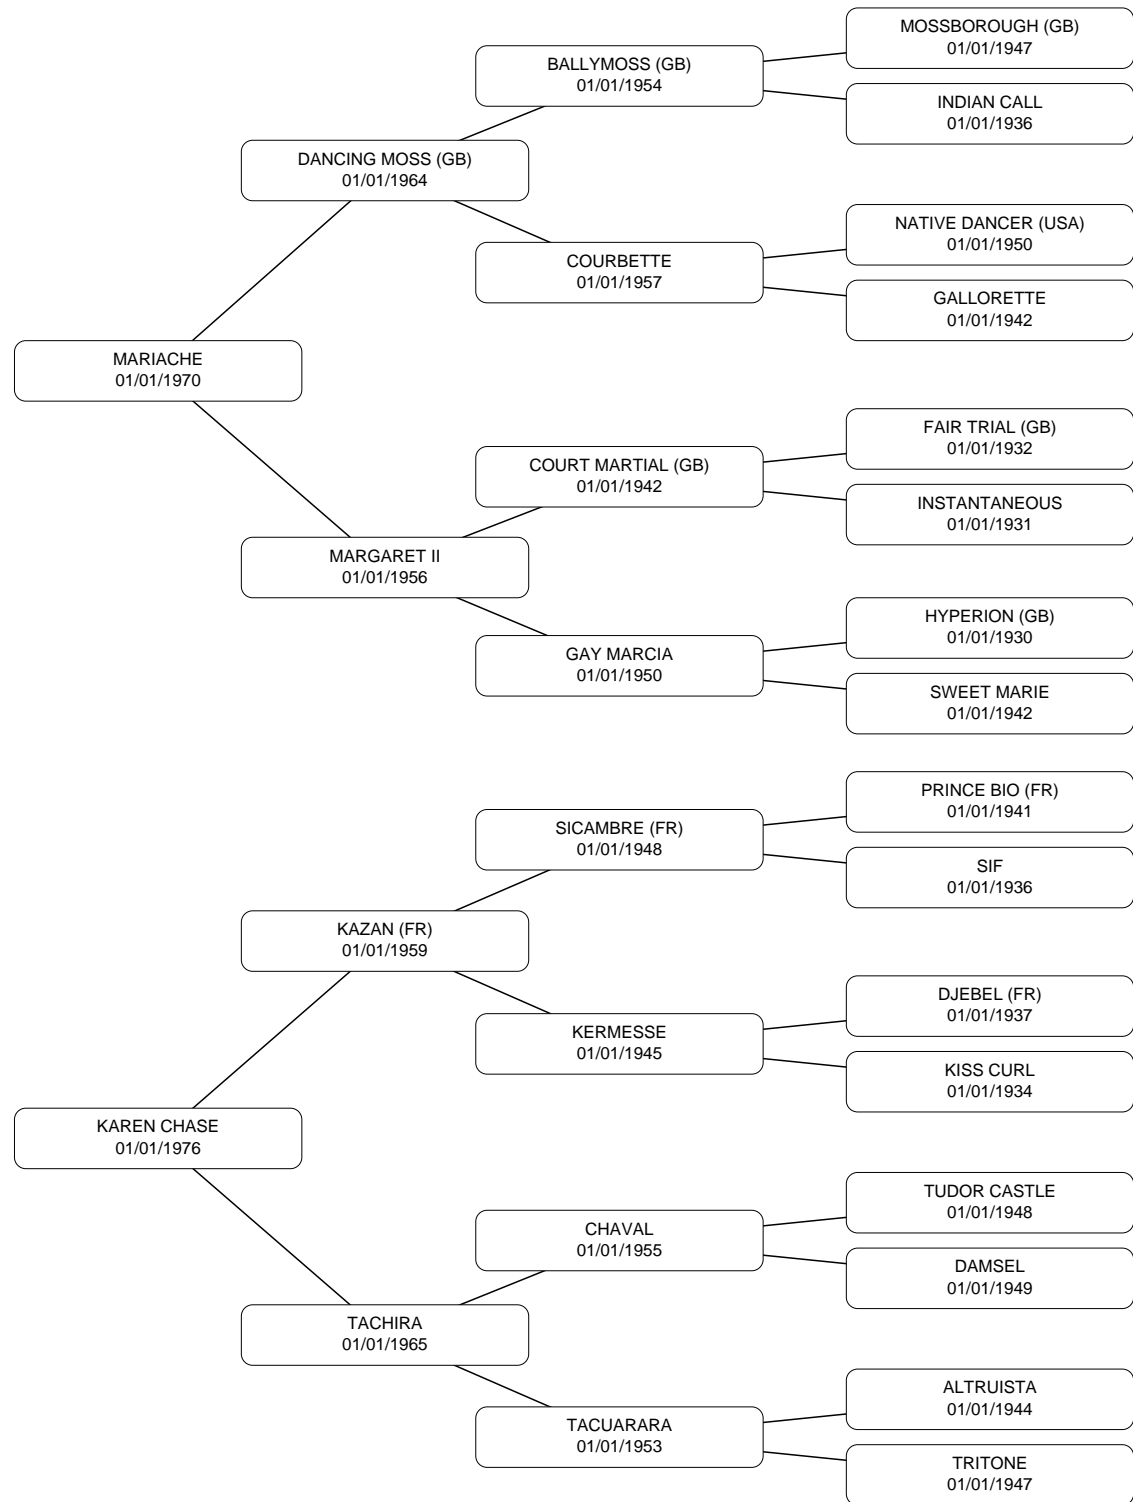 MOSSBOROUGH (GB)
01/01/1947
BALLYMOSS (GB)
01/01/1954
INDIAN CALL
01/01/1936
DANCING MOSS (GB)
01/01/1964
NATIVE DANCER (USA)
01/01/1950
COURBETTE
01/01/1957
GALLORETTE
01/01/1942
MARIACHE
01/01/1970
FAIR TRIAL (GB)
01/01/1932
COURT MARTIAL (GB)
01/01/1942
INSTANTANEOUS
01/01/1931
MARGARET II
01/01/1956
HYPERION (GB)
01/01/1930
GAY MARCIA
01/01/1950
SWEET MARIE
01/01/1942
PRINCE BIO (FR)
01/01/1941
SICAMBRE (FR)
01/01/1948
SIF
01/01/1936
KAZAN (FR)
01/01/1959
DJEBEL (FR)
01/01/1937
KERMESSE
01/01/1945
KISS CURL
01/01/1934
KAREN CHASE
01/01/1976
TUDOR CASTLE
01/01/1948
CHAVAL
01/01/1955
DAMSEL
01/01/1949
TACHIRA
01/01/1965
ALTRUISTA
01/01/1944
TACUARARA
01/01/1953
TRITONE
01/01/1947